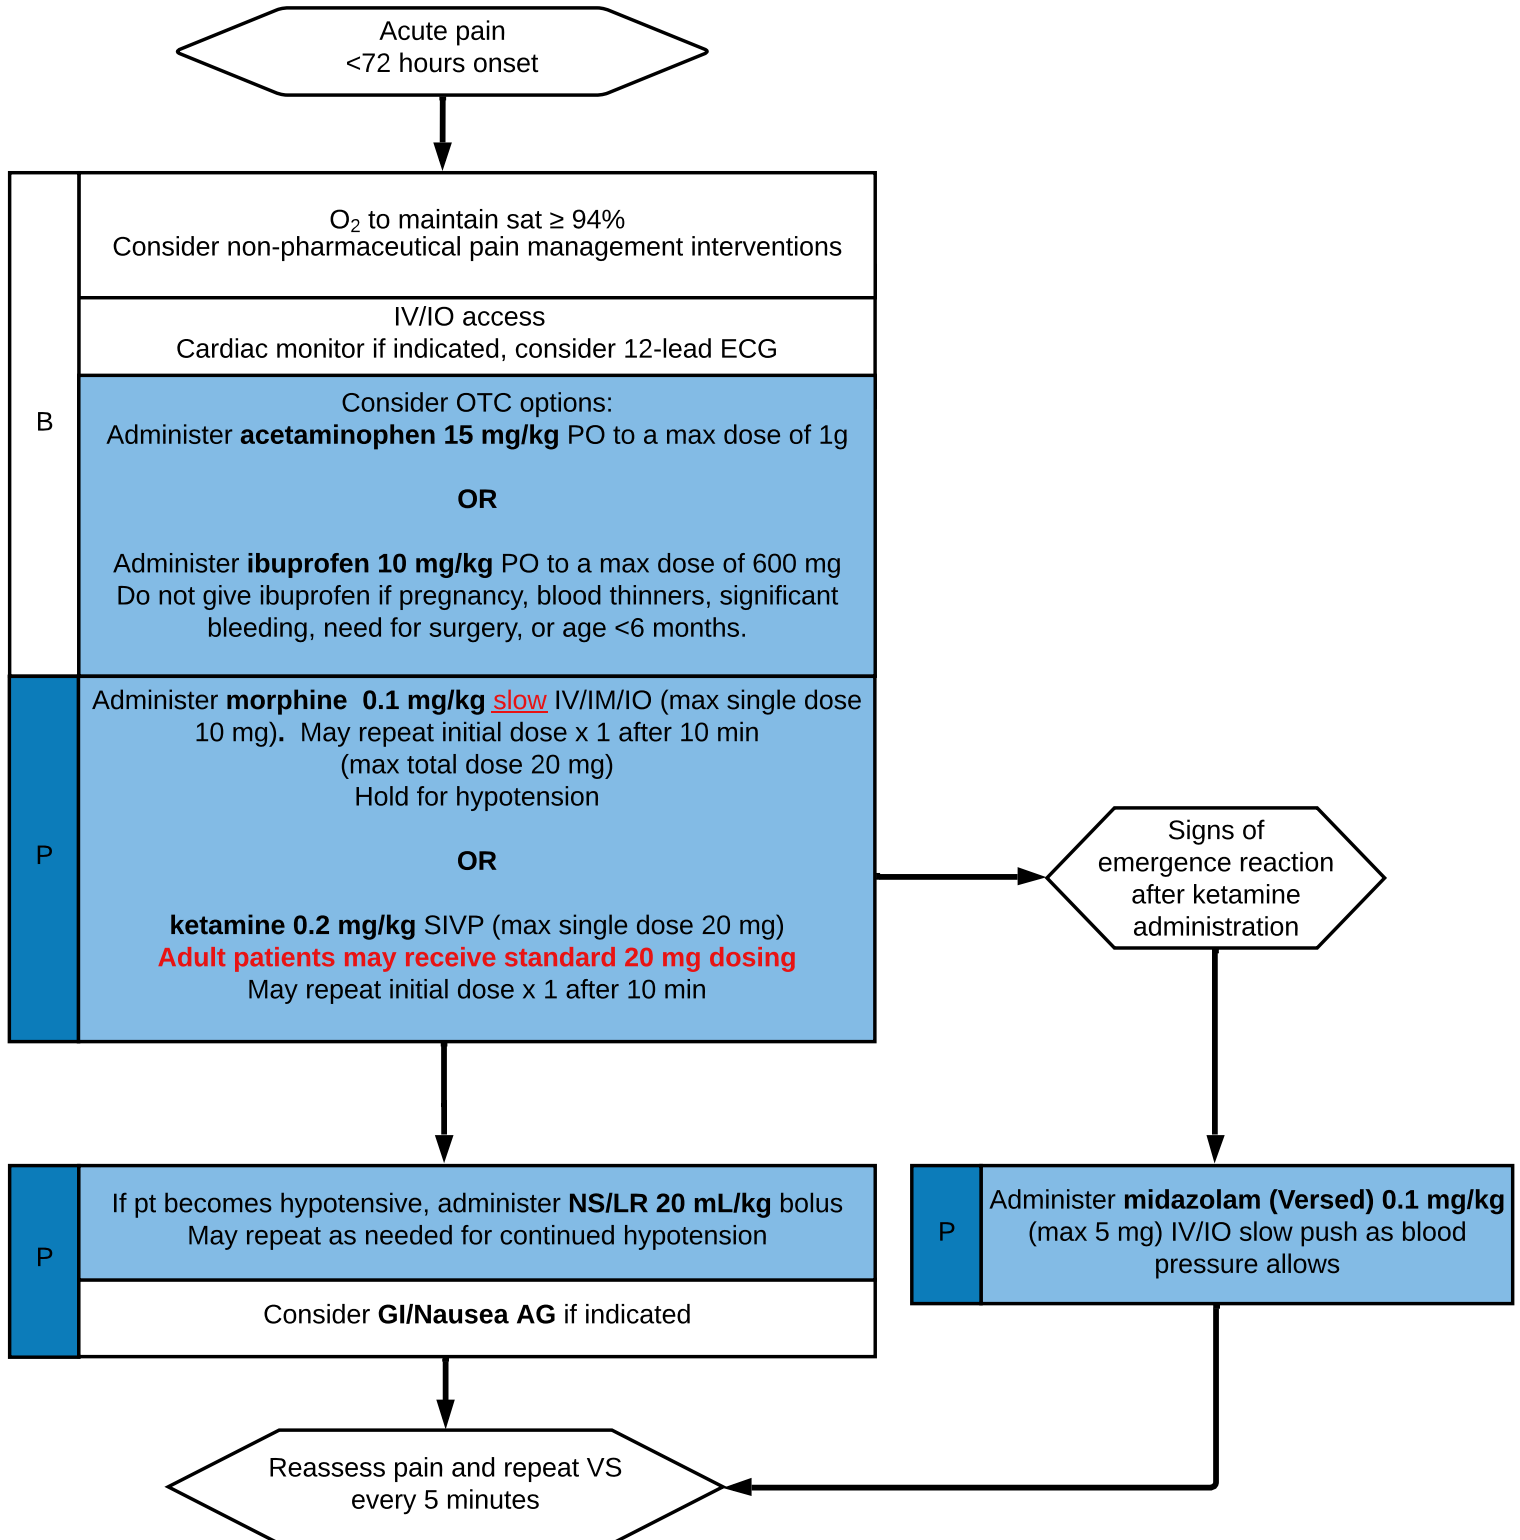 Acute pain
<72 hours onset
O₂ to maintain sat ≥ 94%
Consider non-pharmaceutical pain management interventions
IV/IO access
Cardiac monitor if indicated, consider 12-lead ECG
B
Consider OTC options:
Administer acetaminophen 15 mg/kg PO to a max dose of 1g
OR
Administer ibuprofen 10 mg/kg PO to a max dose of 600 mg
Do not give ibuprofen if pregnancy, blood thinners, significant
bleeding, need for surgery, or age <6 months.
P
Administer morphine  0.1 mg/kg slow IV/IM/IO (max single dose
10 mg).  May repeat initial dose x 1 after 10 min
(max total dose 20 mg)
Hold for hypotension
OR
ketamine 0.2 mg/kg SIVP (max single dose 20 mg)
Adult patients may receive standard 20 mg dosing
May repeat initial dose x 1 after 10 min
Signs of
emergence reaction
after ketamine
administration
P
If pt becomes hypotensive, administer NS/LR 20 mL/kg bolus
May repeat as needed for continued hypotension
Consider GI/Nausea AG if indicated
P
Administer midazolam (Versed) 0.1 mg/kg
(max 5 mg) IV/IO slow push as blood
pressure allows
Reassess pain and repeat VS
every 5 minutes